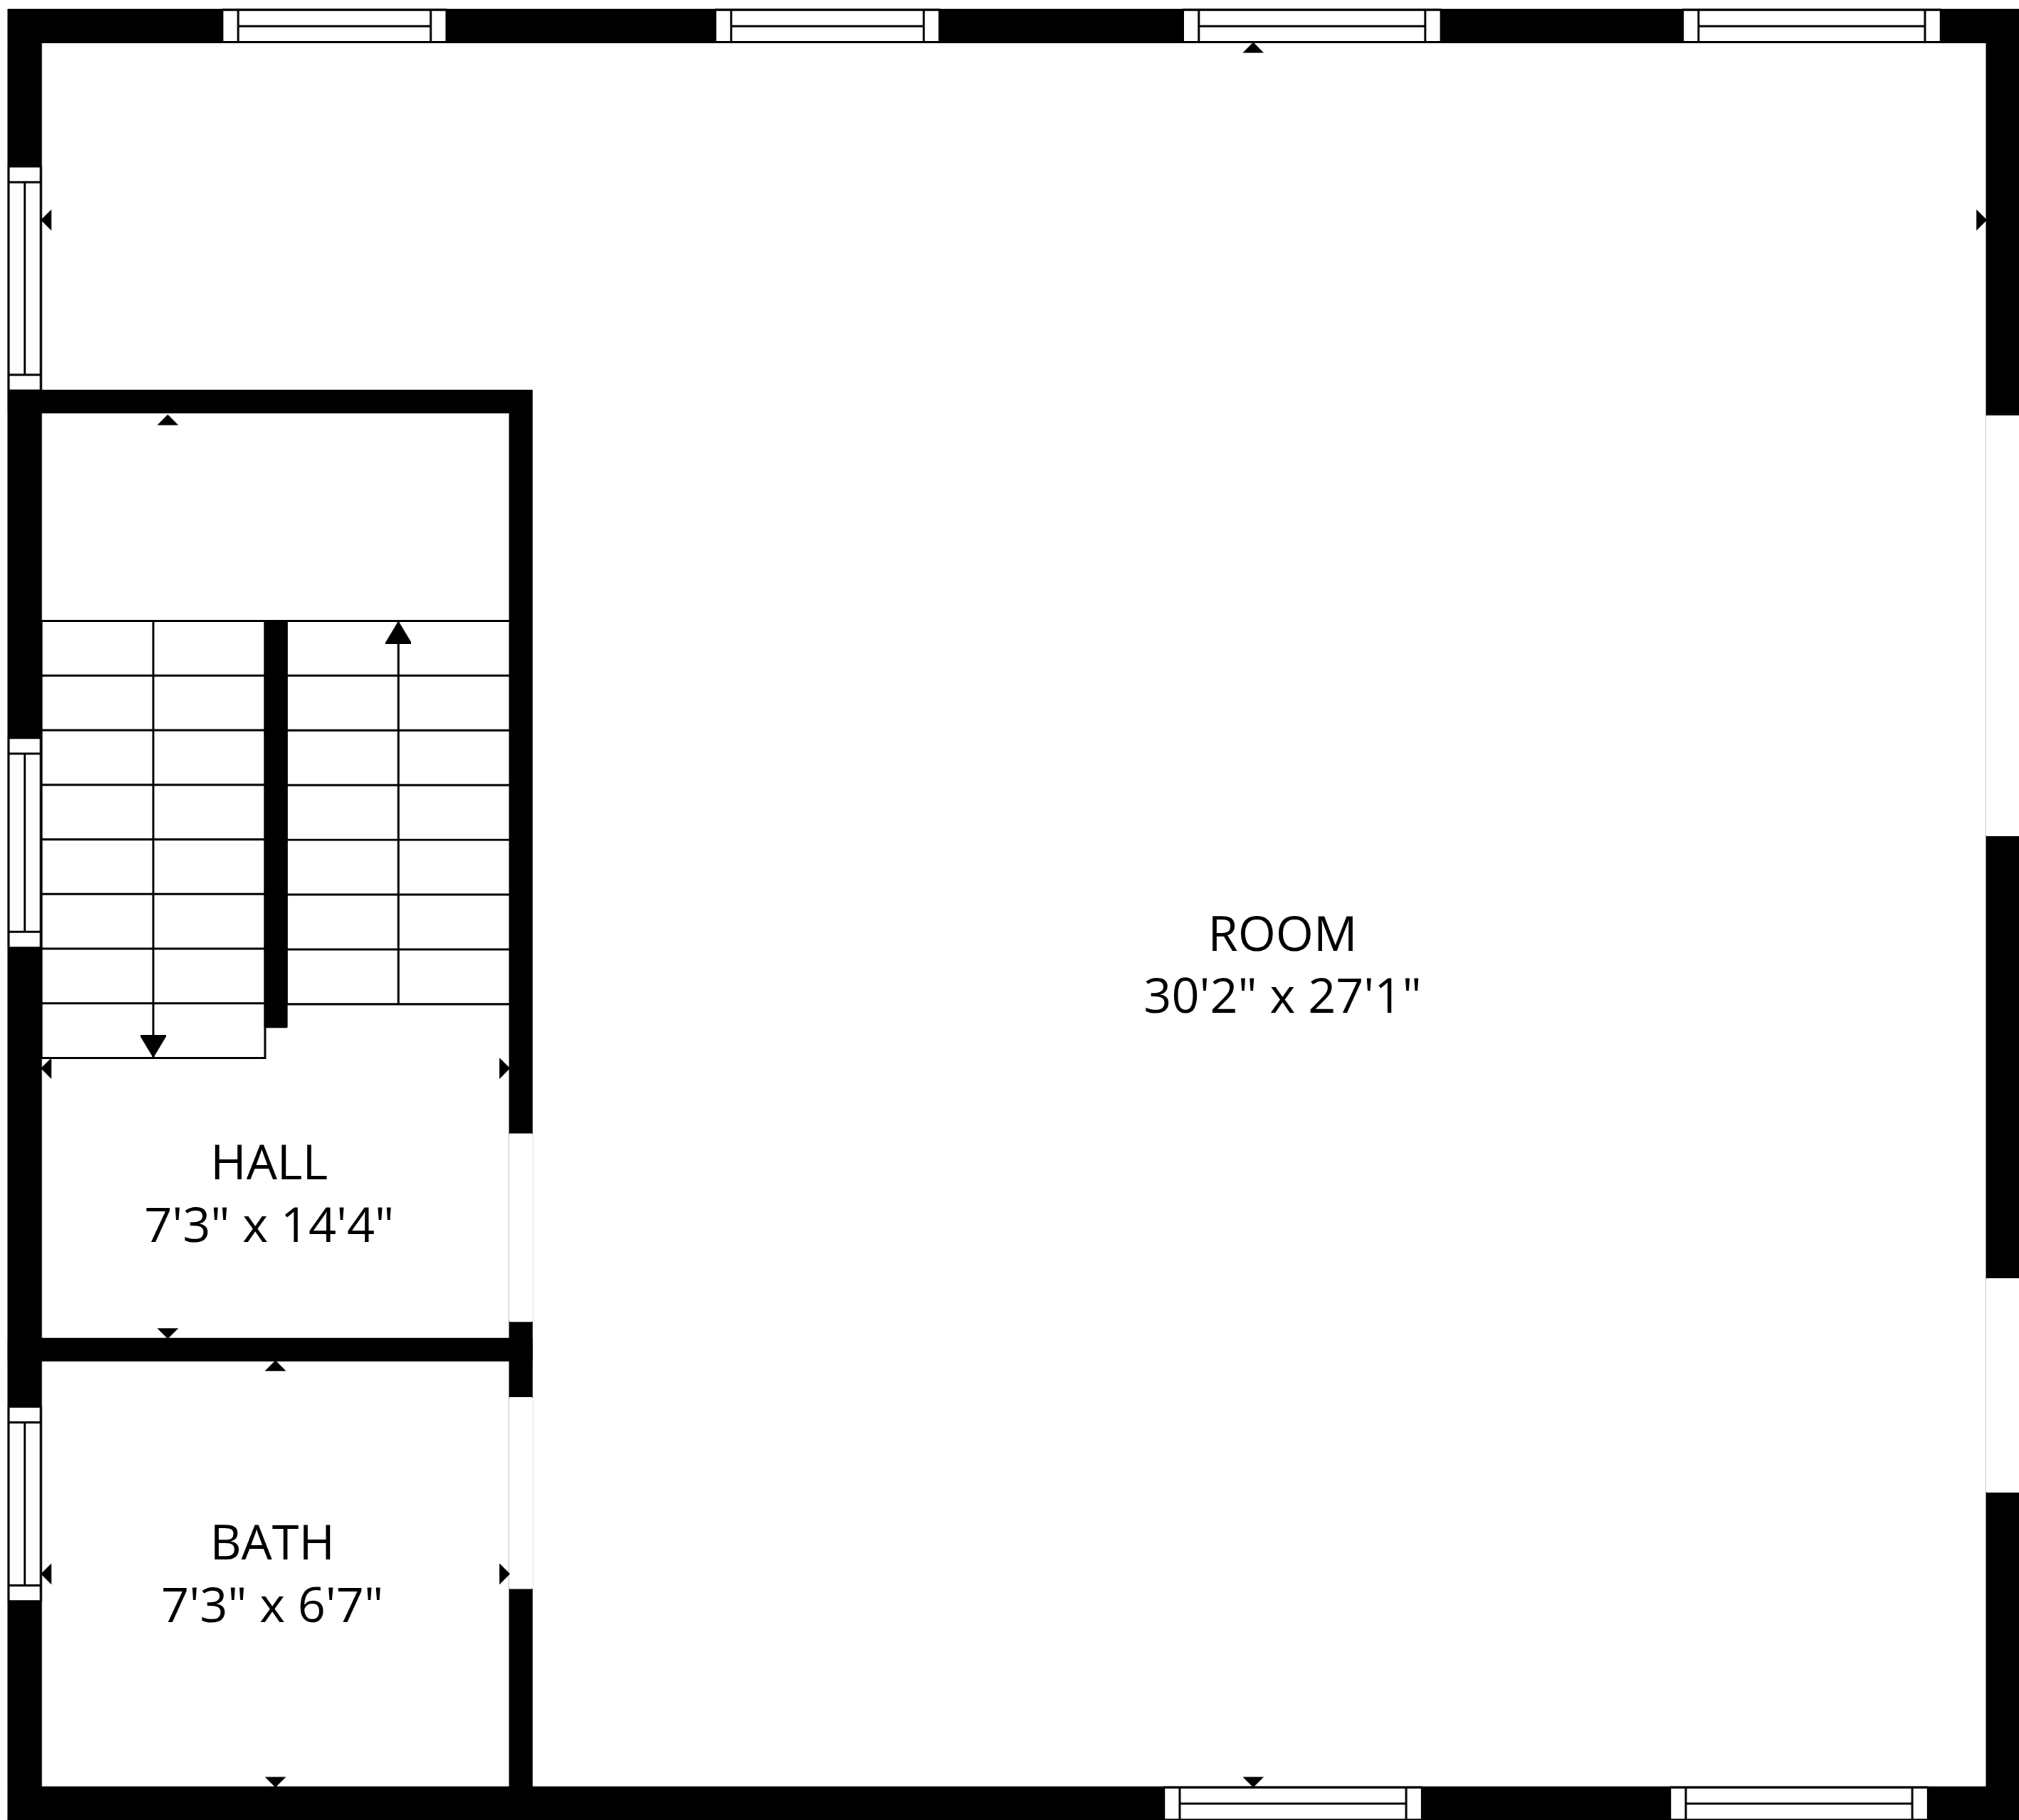 ROOM
30'2" x 27'1"
HALL
7'3" x 14'4"
BATH
7'3" x 6'7"